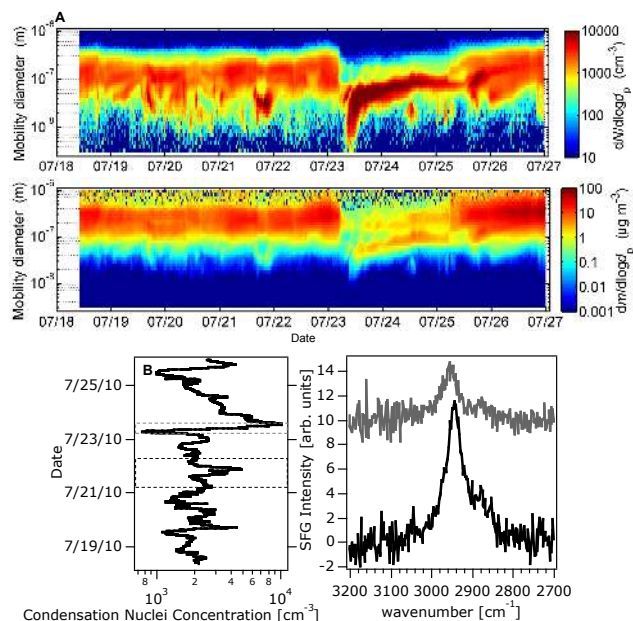 A
10⁻⁸
10⁻⁷
10⁻⁹
Mobility diameter (m)
07/18 07/19 07/20 07/21 07/22 07/23 07/24 07/25 07/26 07/27
10000
1000
100
10
dN/dlogdp (cm⁻³)
10⁻⁷
10⁻⁸
Mobility diameter (m)
07/18 07/19 07/20 07/21 07/22 07/23 07/24 07/25 07/26 07/27
Date
100
10
1
0.1
0.01
0.001
dm/dlogdp (µg m⁻²)
B
7/25/10
7/23/10
7/21/10
7/19/10
Date
8 2 4 6 8
10³ 10⁴
Condensation Nuclei Concentration [cm⁻³]
14
12
10
8
6
4
2
0
-2
SFG Intensity [arb. units]
3200 3100 3000 2900 2800 2700
wavenumber [cm⁻¹]